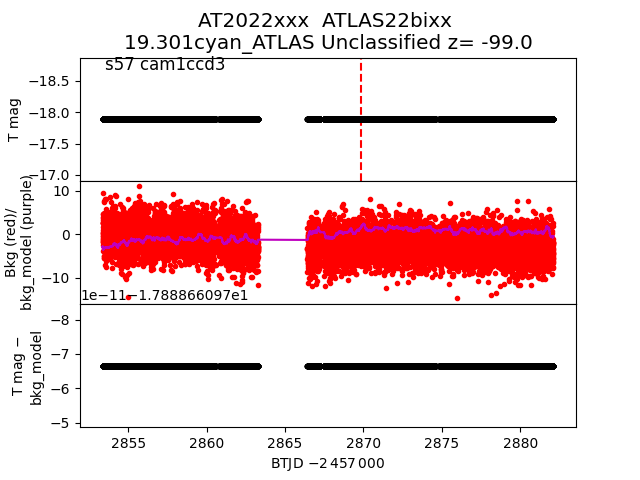 AT2022xxx  ATLAS22bixx
19.301cyan_ATLAS Unclassified z= -99.0
s57 cam1ccd3
T mag
−18.5
−18.0
−17.5
−17.0
Bkg (red)/
bkg_model (purple)
10
0
−10
1e−11−1.788866097e1
T mag −
bkg_model
−8
−7
−6
−5
2855 2860 2865 2870 2875 2880
BTJD −2 457 000